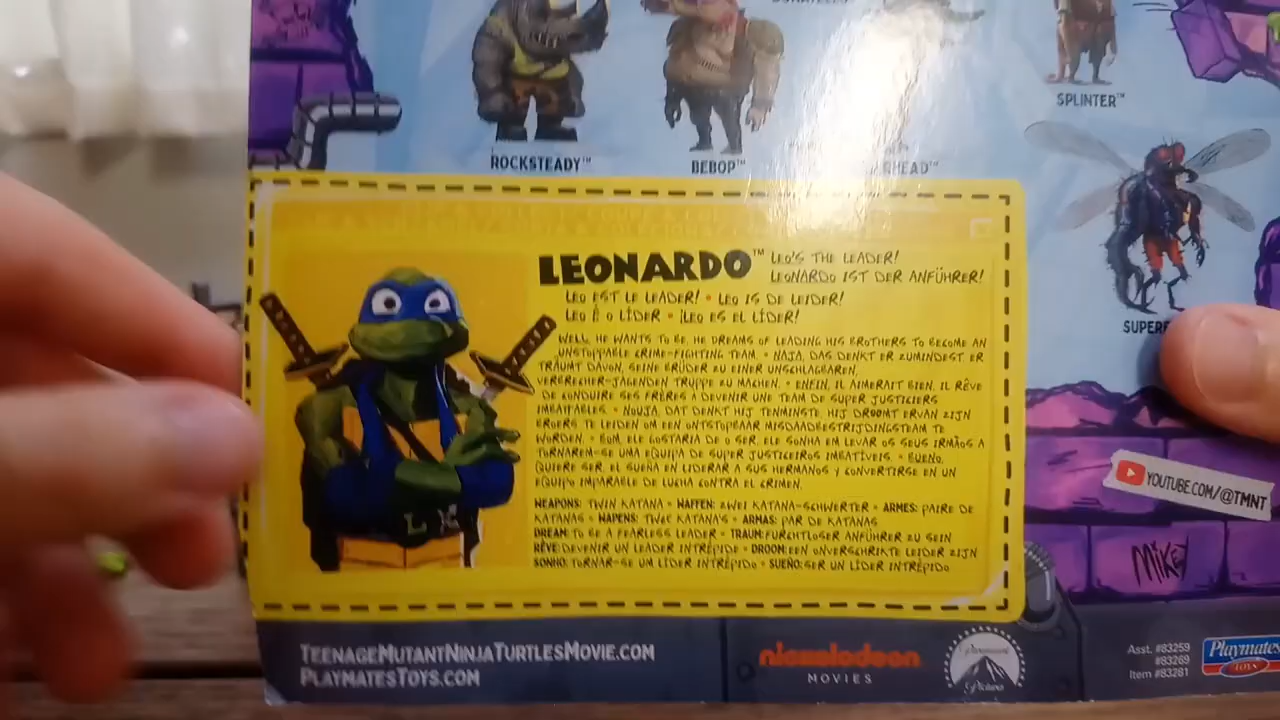 SPLINTER™
ROCKSTEADY™
BEBOP™
LEONARDO™ LEO'S THE LEADER!
LEONARDO IST DER ANFÜHRER!
LEO EST LE LEADER! • LEO IS DE LEIDER!
LEO É O LÍDER • ¡LEO ES EL LÍDER!
WELL, HE WANTS TO BE. HE DREAMS OF LEADING HIS BROTHERS TO BECOME AN
UNSTOPPABLE CRIME-FIGHTING TEAM. • NAJA, DAS DENKT ER ZUMINDEST. ER
TRÄUMT DAVON, SEINE BRÜDER ZU EINER UNSCHLAGBAREN,
VERBRECHER-JAGENDEN TRUPPE ZU MACHEN. • ENFIN, IL AIMERAIT BIEN. IL RÊVE
DE CONDUIRE SES FRÈRES À DEVENIR UNE TEAM DE SUPER JUSTICIERS
IMBATTABLES. • NOUJA, DAT DENKT HIJ TENMINSTE. HIJ DROOMT ERVAN ZIJN
BROERS TE LEIDEN OM EEN ONTSTOPBAAR MISDAADBESTRIJDINGSTEAM TE
WORDEN. • BOM, ELE GOSTARIA DE O SER. ELE SONHA EM LEVAR OS SEUS IRMÃOS A
TORNAREM-SE UMA EQUIPA DE SUPER JUSTICEIROS IMBATÍVEIS. • BUENO,
QUIERE SER. EL SUEÑA EN LIDERAR A SUS HERMANOS Y CONVERTIRSE EN UN
EQUIPO IMPARABLE DE LUCHA CONTRA EL CRIMEN.
WEAPONS: TWIN KATANA • WAFFEN: ZWEI KATANA-SCHWERTER • ARMES: PAIRE DE
KATANAS • WAPENS: TWEE KATANA'S • ARMAS: PAR DE KATANAS
DREAM: TO BE A FEARLESS LEADER • TRAUM: FURCHTLOSER ANFÜHRER ZU SEIN
RÊVE: DEVENIR UN LEADER INTRÉPIDE • DROOM: EEN ONVERSCHRIKTE LEIDER ZIJN
SONHO: TORNAR-SE UM LÍDER INTRÉPIDO • SUEÑO: SER UN LÍDER INTRÉPIDO
YOUTUBE.COM/@TMNT
MIKEY
TEENAGEMUTANTNINJATURTLESMOVIE.COM
PLAYMATESTOYS.COM
nickelodeon
MOVIES
Paramount
Pictures
Asst. #83259
#83269
Item #83281
Playmates
TOYS